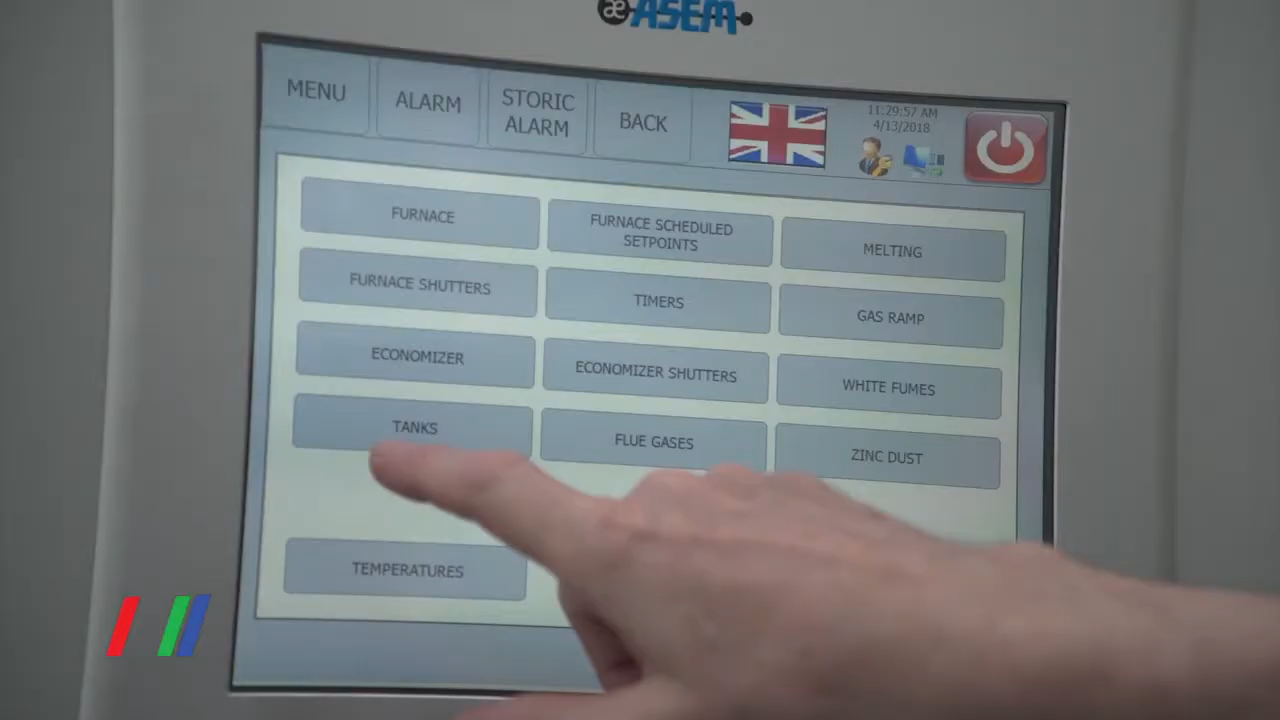 æ ASEM
MENU
ALARM
STORIC
ALARM
BACK
11:29:57 AM
4/13/2018
FURNACE
FURNACE SCHEDULED
SETPOINTS
MELTING
FURNACE SHUTTERS
TIMERS
GAS RAMP
ECONOMIZER
ECONOMIZER SHUTTERS
WHITE FUMES
TANKS
FLUE GASES
ZINC DUST
TEMPERATURES